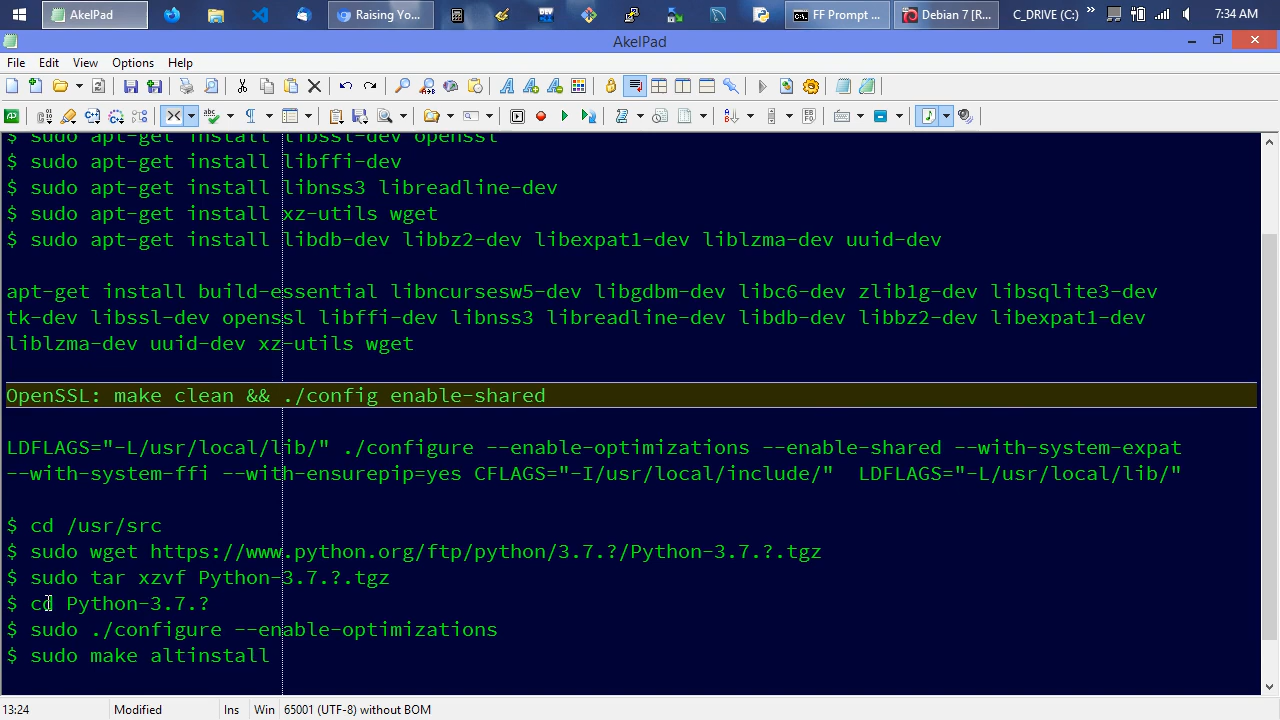 AkelPad
Raising Yo...
FF Prompt ...
Debian 7 [R...
C_DRIVE (C:)
7:34 AM
AkelPad
File Edit View Options Help
$ sudo apt-get install libssl-dev openssl
$ sudo apt-get install libffi-dev
$ sudo apt-get install libnss3 libreadline-dev
$ sudo apt-get install xz-utils wget
$ sudo apt-get install libdb-dev libbz2-dev libexpat1-dev liblzma-dev uuid-dev
apt-get install build-essential libncursesw5-dev libgdbm-dev libc6-dev zlib1g-dev libsqlite3-dev
tk-dev libssl-dev openssl libffi-dev libnss3 libreadline-dev libdb-dev libbz2-dev libexpat1-dev
liblzma-dev uuid-dev xz-utils wget
OpenSSL: make clean && ./config enable-shared
LDFLAGS="-L/usr/local/lib/" ./configure --enable-optimizations --enable-shared --with-system-expat
--with-system-ffi --with-ensurepip=yes CFLAGS="-I/usr/local/include/"  LDFLAGS="-L/usr/local/lib/"
$ cd /usr/src
$ sudo wget https://www.python.org/ftp/python/3.7.?/Python-3.7.?.tgz
$ sudo tar xzvf Python-3.7.?.tgz
$ cd Python-3.7.?
$ sudo ./configure --enable-optimizations
$ sudo make altinstall
13:24 Modified Ins Win 65001 (UTF-8) without BOM